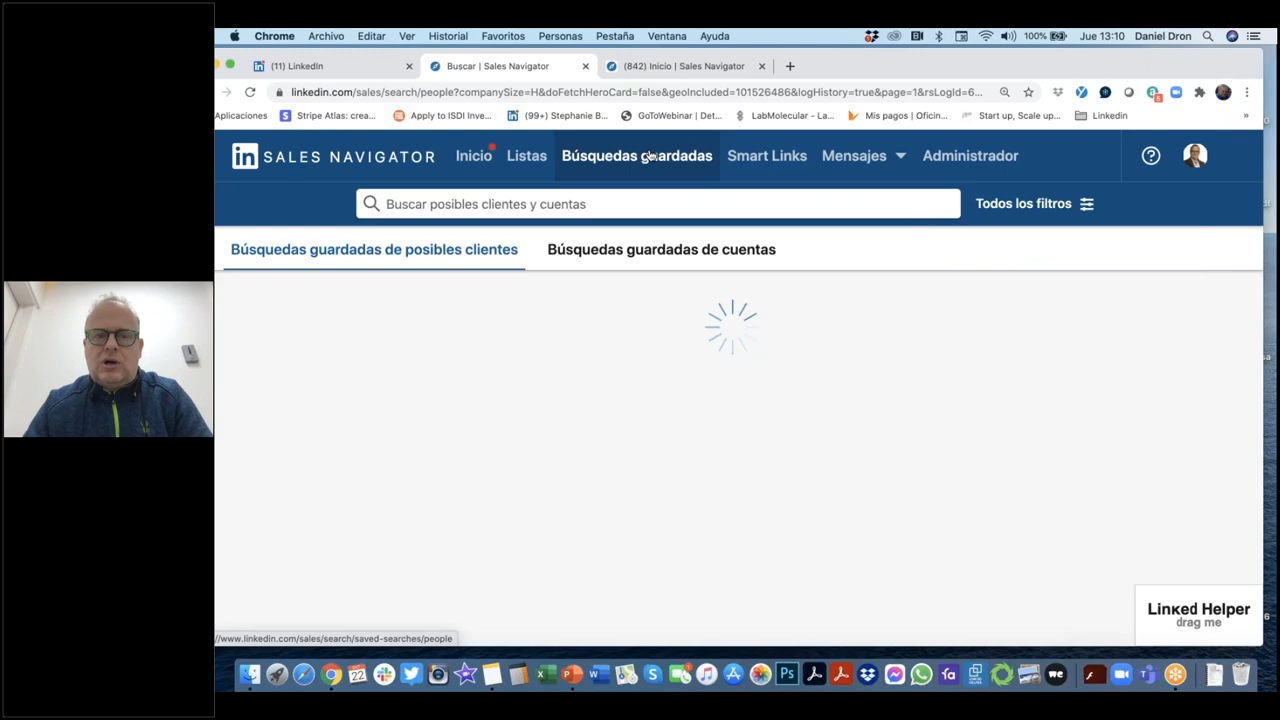 Chrome Archivo Editar Ver Historial Favoritos Personas Pestaña Ventana Ayuda 100% Jue 13:10 Daniel Dron
(11) LinkedIn
Buscar | Sales Navigator
(842) Inicio | Sales Navigator
linkedin.com/sales/search/people?companySize=H&doFetchHeroCard=false&geoIncluded=101526486&logHistory=true&page=1&rsLogId=6...
Aplicaciones Stripe Atlas: crea... Apply to ISDI Inve... (99+) Stephanie B... GoToWebinar | Det... LabMolecular - La... Mis pagos | Oficin... Start up, Scale up... Linkedin »
in SALES NAVIGATOR Inicio Listas Búsquedas guardadas Smart Links Mensajes Administrador
Buscar posibles clientes y cuentas Todos los filtros
Búsquedas guardadas de posibles clientes Búsquedas guardadas de cuentas
Linked Helper
drag me
//www.linkedin.com/sales/search/saved-searches/people